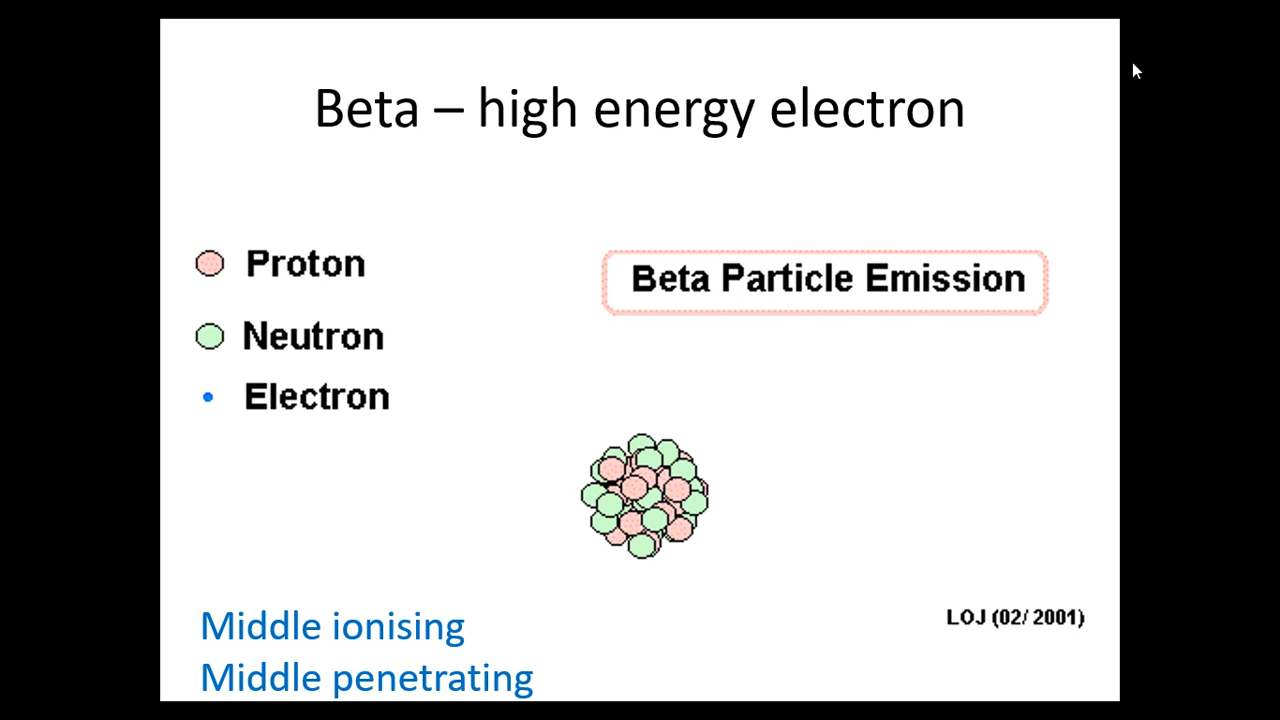 Beta – high energy electron
Proton
Beta Particle Emission
Neutron
Electron
LOJ (02/ 2001)
Middle ionising
Middle penetrating